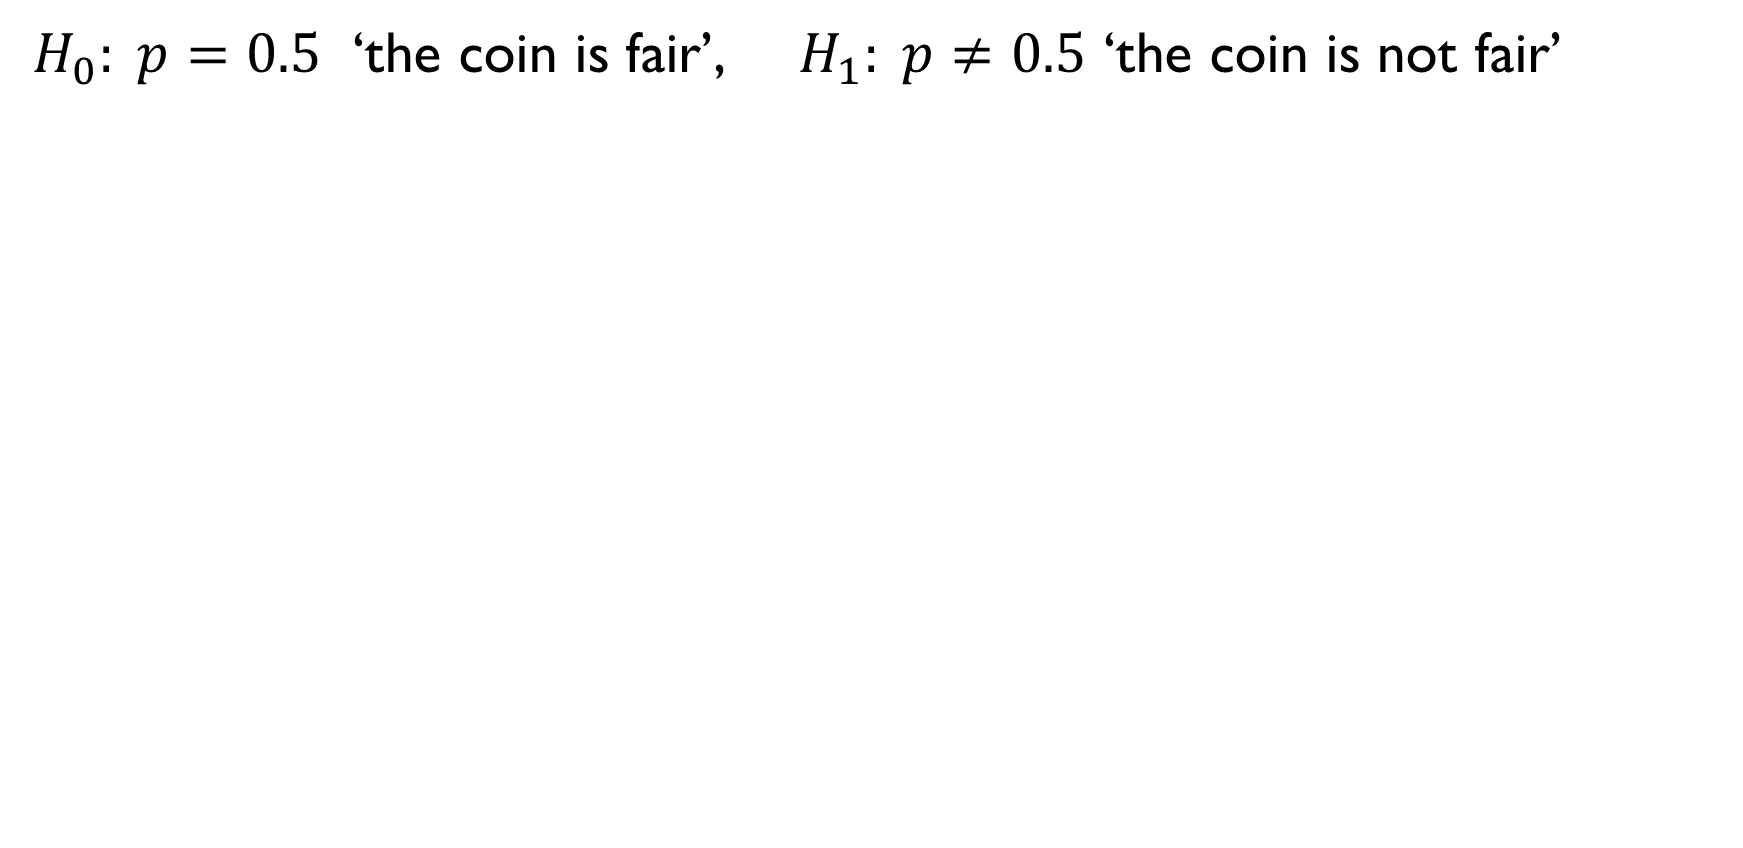 H₀: p = 0.5 ‘the coin is fair’, H₁: p ≠ 0.5 ‘the coin is not fair’